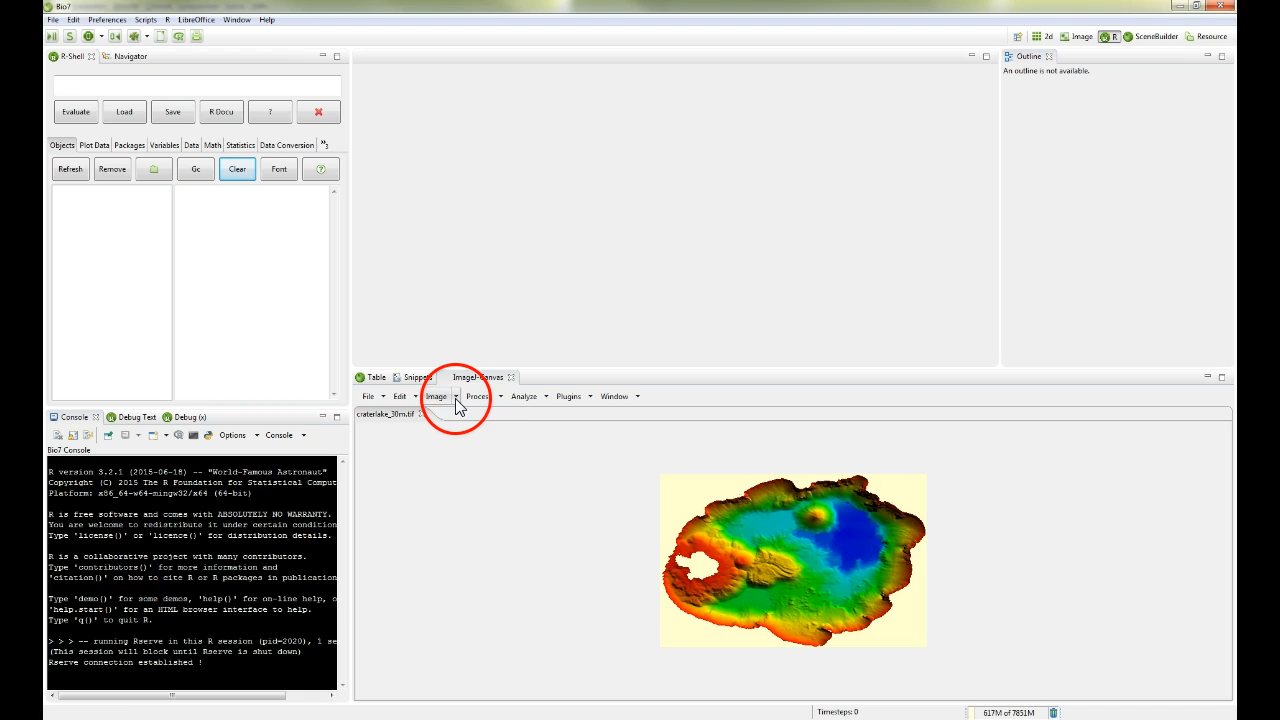 Bio7
File Edit Preferences Scripts R LibreOffice Window Help
S
2d Image R SceneBuilder Resource
R-Shell Navigator
Outline
An outline is not available.
Evaluate Load Save R Docu ?
Objects Plot Data Packages Variables Data Math Statistics Data Conversion »3
Refresh Remove Gc Clear Font
Table Snippets ImageJ-Canvas
File Edit Image Process Analyze Plugins Window
craterlake_30m.tif
Console Debug Text Debug (x)
Options Console
Bio7 Console
R version 3.2.1 (2015-06-18) -- "World-Famous Astronaut"
Copyright (C) 2015 The R Foundation for Statistical Comput
Platform: x86_64-w64-mingw32/x64 (64-bit)
R is free software and comes with ABSOLUTELY NO WARRANTY.
You are welcome to redistribute it under certain condition
Type 'license()' or 'licence()' for distribution details.
R is a collaborative project with many contributors.
Type 'contributors()' for more information and
'citation()' on how to cite R or R packages in publication
Type 'demo()' for some demos, 'help()' for on-line help, o
'help.start()' for an HTML browser interface to help.
Type 'q()' to quit R.
> > > -- running Rserve in this R session (pid=2020), 1 se
(This session will block until Rserve is shut down)
Rserve connection established !
Timesteps: 0
617M of 7851M